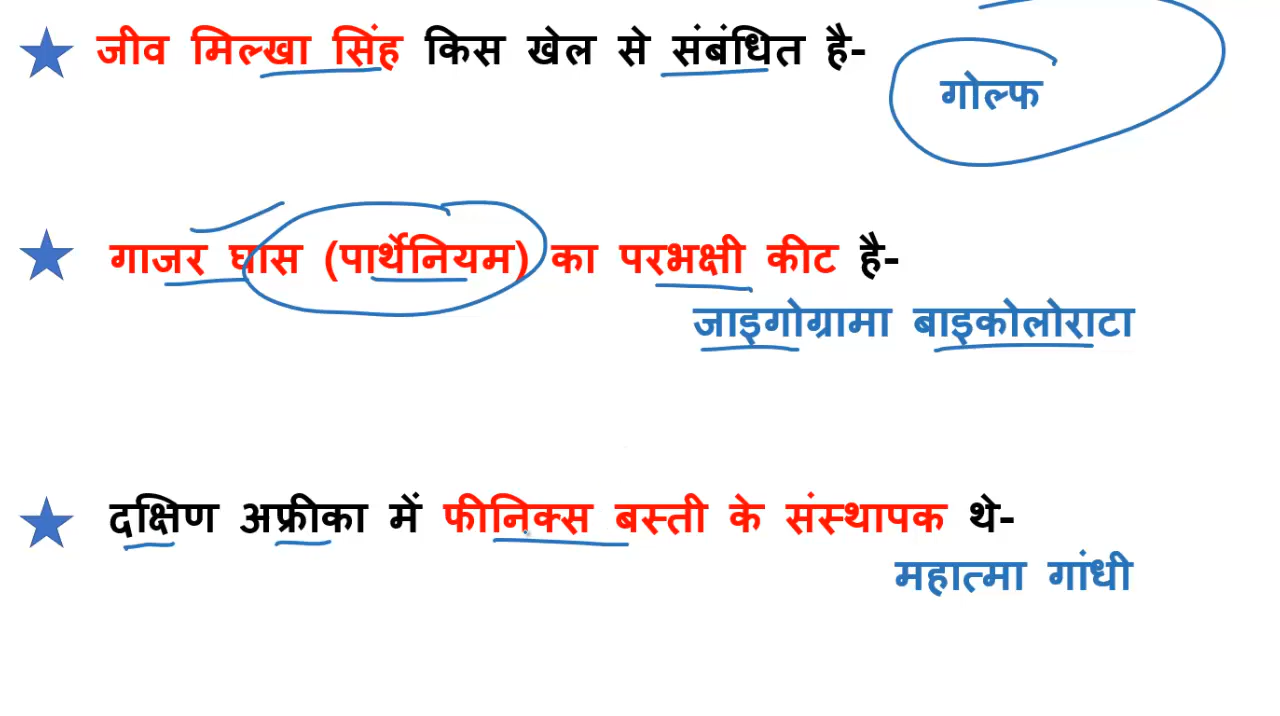 जीव मिल्खा सिंह किस खेल से संबंधित है-
गोल्फ
गाजर घास (पार्थेनियम) का परभक्षी कीट है-
जाइगोग्रामा बाइकोलोराटा
दक्षिण अफ्रीका में फीनिक्स बस्ती के संस्थापक थे-
महात्मा गांधी